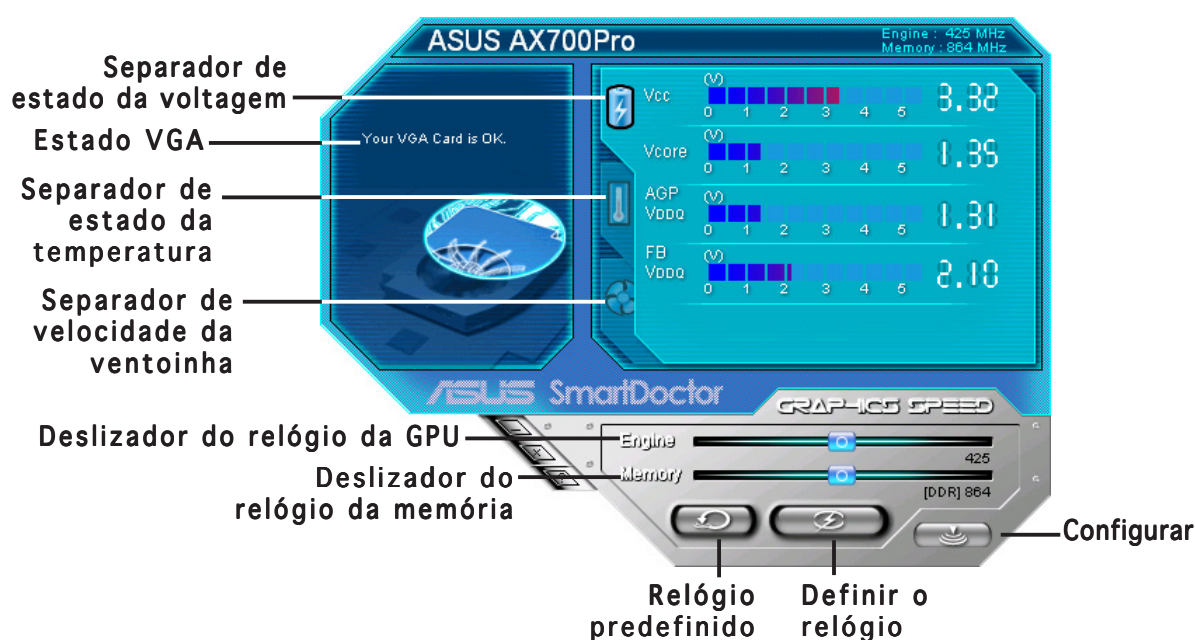 ASUS AX700Pro
Engine : 425 MHz
Memory : 864 MHz
Separador de
estado da voltagem
Estado VGA
Separador de
estado da
temperatura
Separador de
velocidade da
ventoinha
Your VGA Card is OK.
Vcc
(V)
0 1 2 3 4 5
3.32
Vcore
(V)
0 1 2 3 4 5
1.35
AGP
VDDQ
(V)
0 1 2 3 4 5
1.31
FB
VDDQ
(V)
0 1 2 3 4 5
2.10
ASUS SmartDoctor
GRAPHICS SPEED
Deslizador do relógio da GPU
Engine
425
Deslizador do
relógio da memória
Memory
[DDR] 864
Configurar
Relógio
predefinido
Definir o
relógio